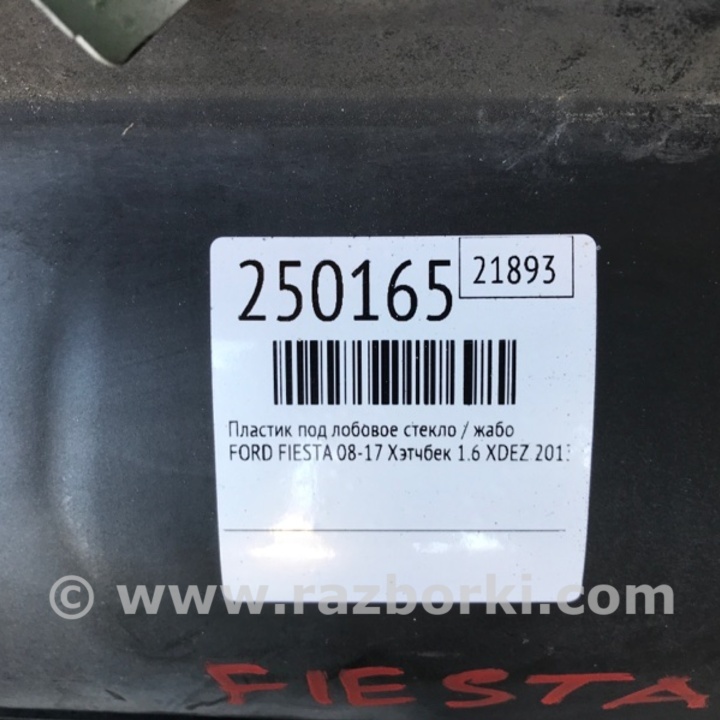 250165
21893
Пластик под лобовое стекло / жабо
FORD FIESTA 08-17 Хэтчбек 1.6 XDEZ 2013
© www.razborki.com
FIESTA